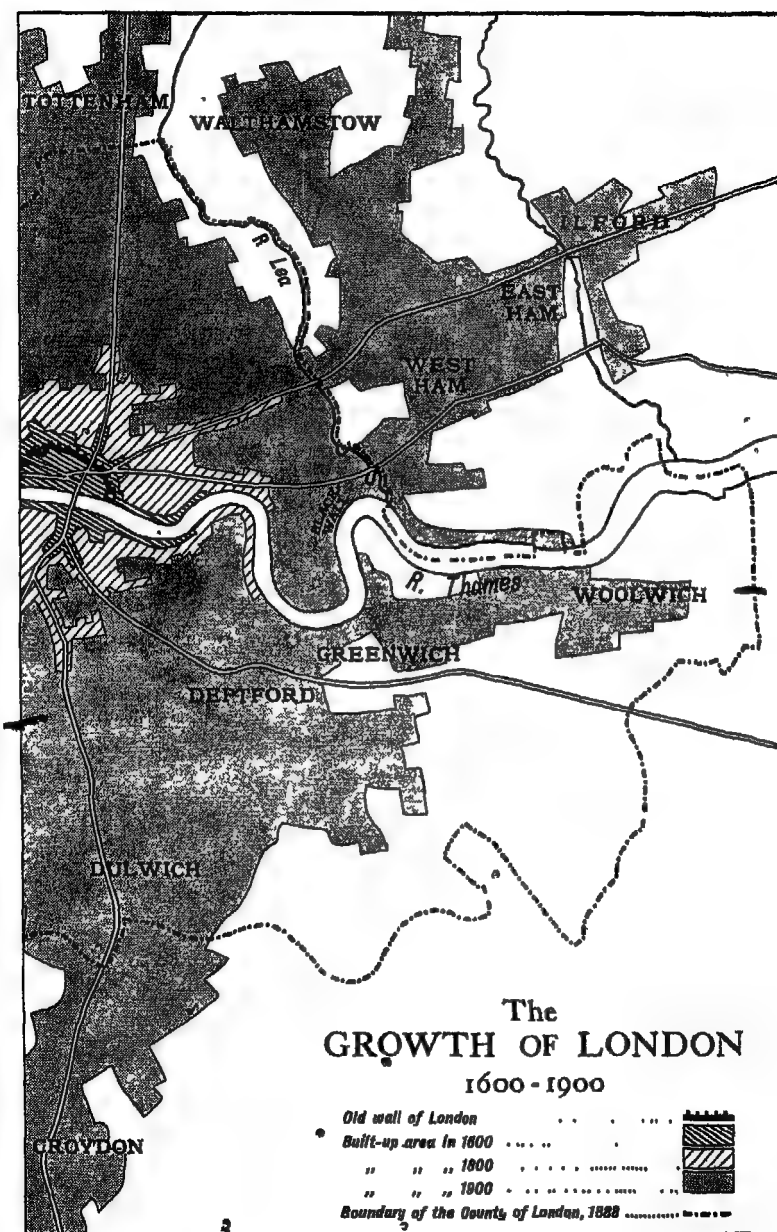 TOTTENHAM
WALTHAMSTOW
ILFORD
R. Lea
EAST
HAM
WEST
HAM
R. Thames
WOOLWICH
GREENWICH
DEPTFORD
DULWICH
CROYDON
The
GROWTH OF LONDON
1600-1900
Old wall of London
Built-up area in 1600
„ „ „ 1800
„ „ „ 1900
Boundary of the County of London, 1888